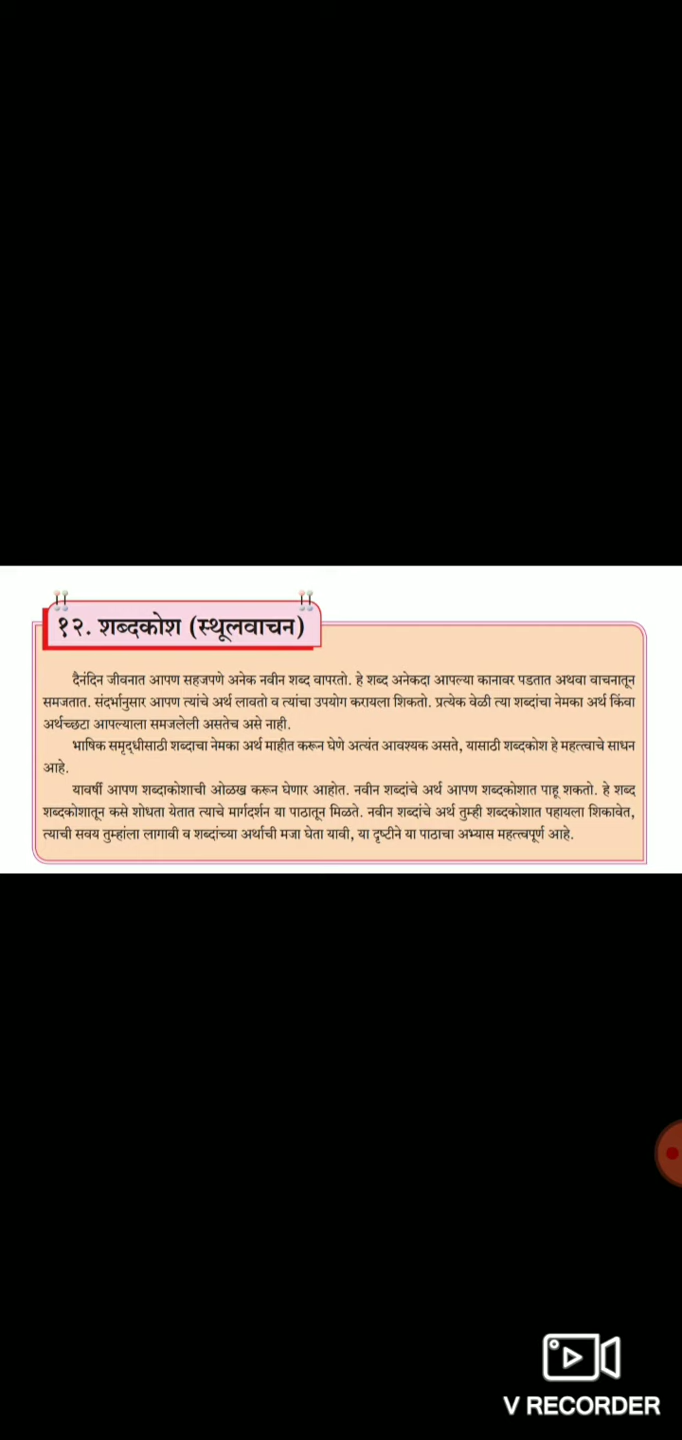 १२. शब्दकोश (स्थूलवाचन)
दैनंदिन जीवनात आपण सहजपणे अनेक नवीन शब्द वापरतो. हे शब्द अनेकदा आपल्या कानावर पडतात अथवा वाचनातून
समजतात. संदर्भानुसार आपण त्यांचे अर्थ लावतो व त्यांचा उपयोग करायला शिकतो. प्रत्येक वेळी त्या शब्दांचा नेमका अर्थ किंवा
अर्थच्छटा आपल्याला समजलेली असतेच असे नाही.
भाषिक समृद्धीसाठी शब्दाचा नेमका अर्थ माहीत करून घेणे अत्यंत आवश्यक असते, यासाठी शब्दकोश हे महत्त्वाचे साधन
आहे.
यावर्षी आपण शब्दाकोशाची ओळख करून घेणार आहोत. नवीन शब्दांचे अर्थ आपण शब्दकोशात पाहू शकतो. हे शब्द
शब्दकोशातून कसे शोधता येतात त्याचे मार्गदर्शन या पाठातून मिळते. नवीन शब्दांचे अर्थ तुम्ही शब्दकोशात पहायला शिकावेत,
त्याची सवय तुम्हांला लागावी व शब्दांच्या अर्थाची मजा घेता यावी, या दृष्टीने या पाठाचा अभ्यास महत्त्वपूर्ण आहे.
V RECORDER